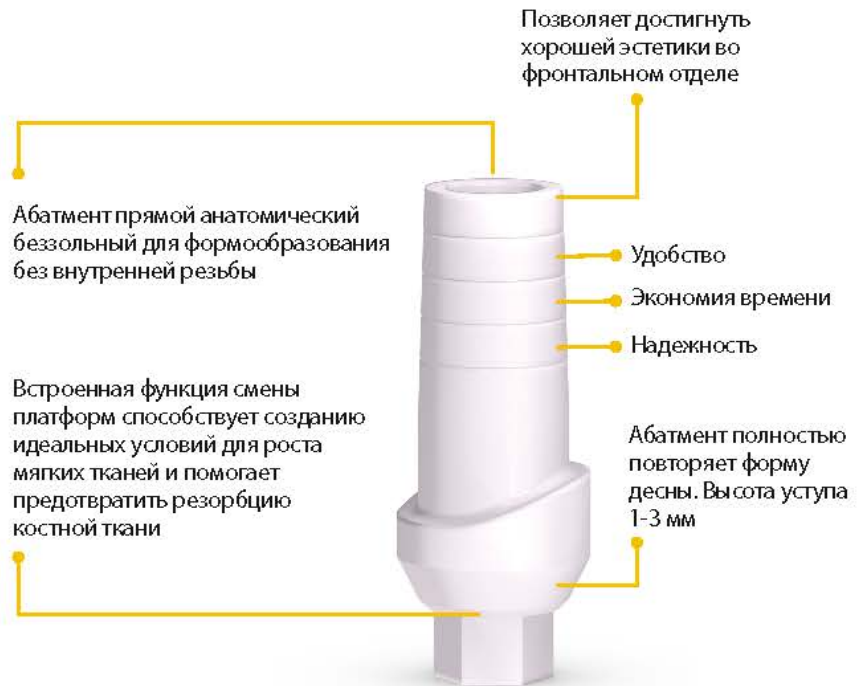 Позволяет достигнуть
хорошей эстетики во
фронтальном отделе
Абатмент прямой анатомический
беззольный для формообразования
без внутренней резьбы
Удобство
Экономия времени
Надежность
Встроенная функция смены
платформ способствует созданию
идеальных условий для роста
мягких тканей и помогает
предотвратить резорбцию
костной ткани
Абатмент полностью
повторяет форму
десны. Высота уступа
1-3 мм